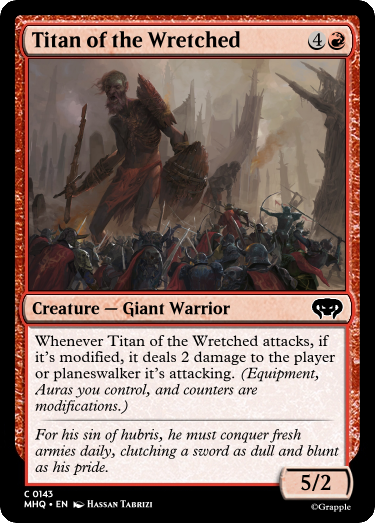 Titan of the Wretched 4
Creature — Giant Warrior
Whenever Titan of the Wretched attacks, if
it's modified, it deals 2 damage to the player
or planeswalker it's attacking. (Equipment,
Auras you control, and counters are
modifications.)
For his sin of hubris, he must conquer fresh
armies daily, clutching a sword as dull and blunt
as his pride.
5/2
C 0143
MHQ • EN Hassan Tabrizi
©Grapple